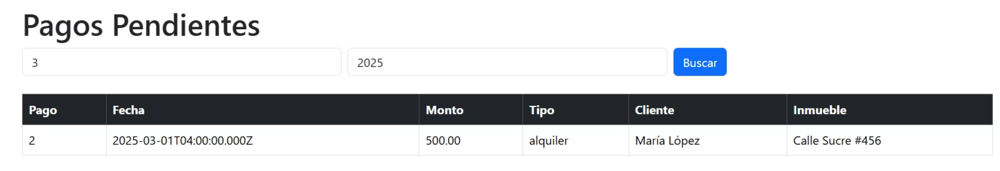 Pagos Pendientes
3 2025 Buscar
Pago Fecha Monto Tipo Cliente Inmueble
2 2025-03-01T04:00:00.000Z 500.00 alquiler María López Calle Sucre #456